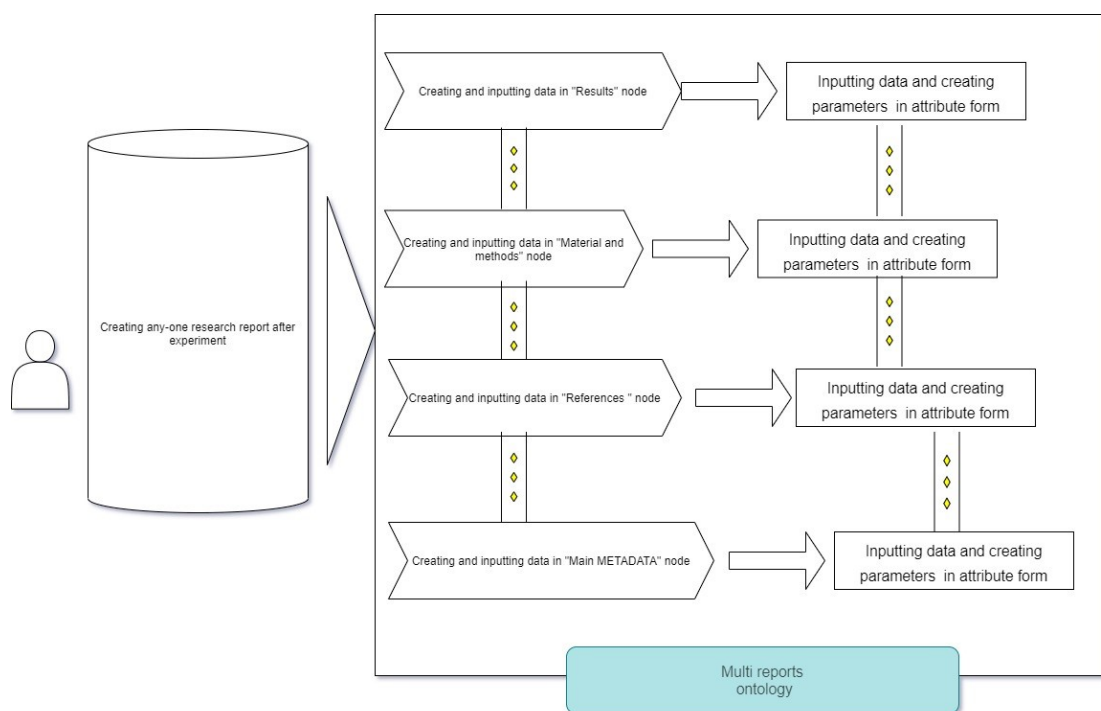 Creating any-one research report after
experiment
Creating and inputting data in "Results" node
Inputting data and creating
parameters in attribute form
Creating and inputting data in "Material and
methods" node
Inputting data and creating
parameters in attribute form
Creating and inputting data in "References " node
Inputting data and creating
parameters in attribute form
Creating and inputting data in "Main METADATA" node
Inputting data and creating
parameters in attribute form
Multi reports
ontology